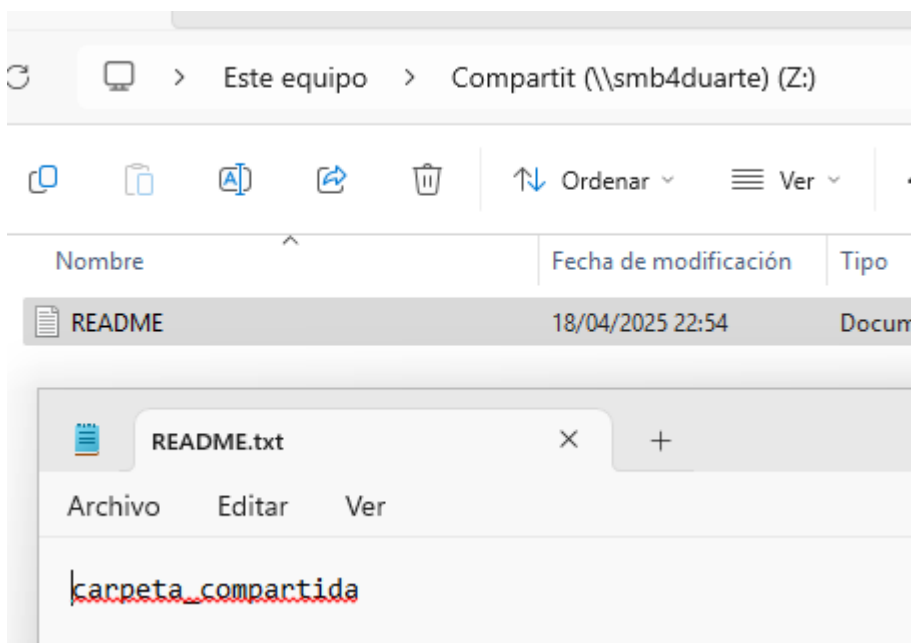 Este equipo > Compartit (\\smb4duarte) (Z:)
Ordenar Ver
Nombre Fecha de modificación Tipo
README 18/04/2025 22:54 Docum
README.txt
Archivo Editar Ver
carpeta_compartida